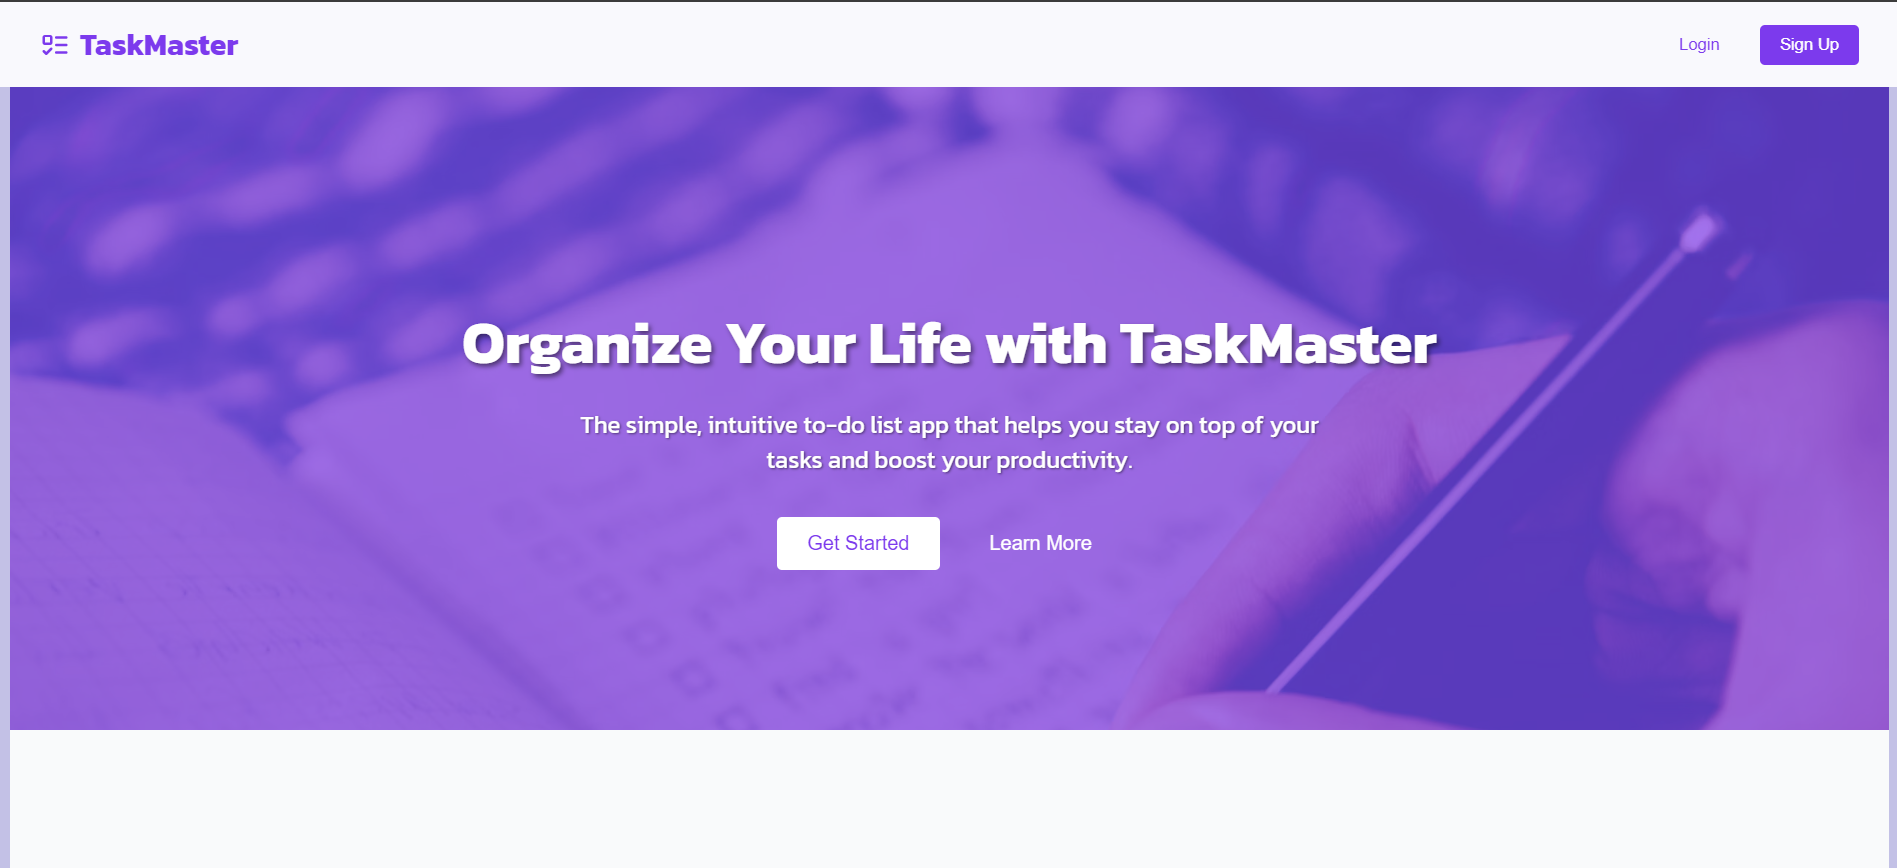 TaskMaster
Login
Sign Up
Organize Your Life with TaskMaster
The simple, intuitive to-do list app that helps you stay on top of your
tasks and boost your productivity.
Get Started
Learn More